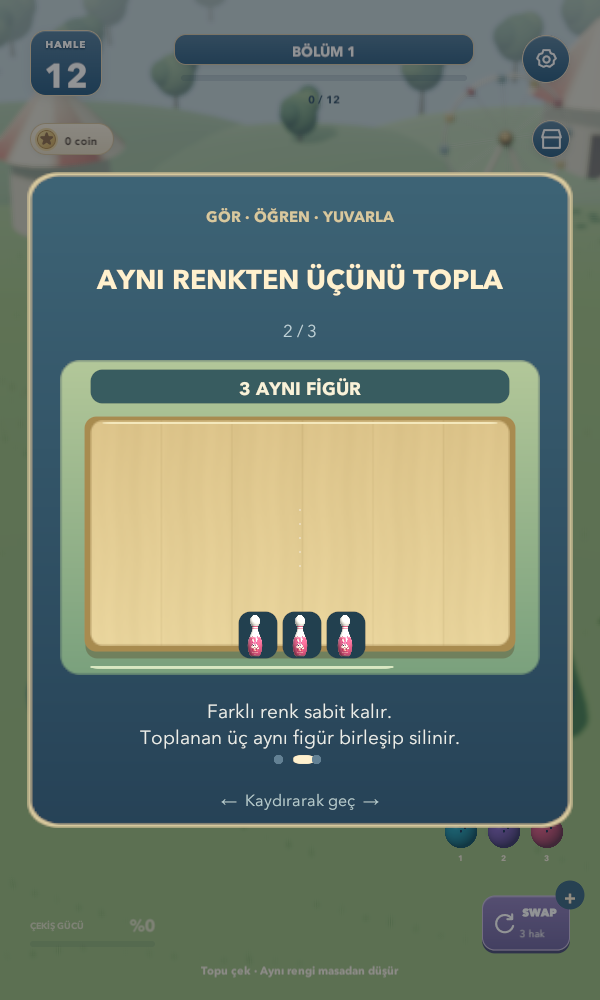 HAMLE
12
BÖLÜM 1
0 / 12
0 coin
GÖR · ÖĞREN · YUVARLA
AYNI RENKTEN ÜÇÜNÜ TOPLA
2 / 3
3 AYNI FİGÜR
Farklı renk sabit kalır.
Toplanan üç aynı figür birleşip silinir.
← Kaydırarak geç →
1 2 3
ÇEKİŞ GÜCÜ %0
+
SWAP
3 hak
Topu çek · Aynı rengi masadan düşür